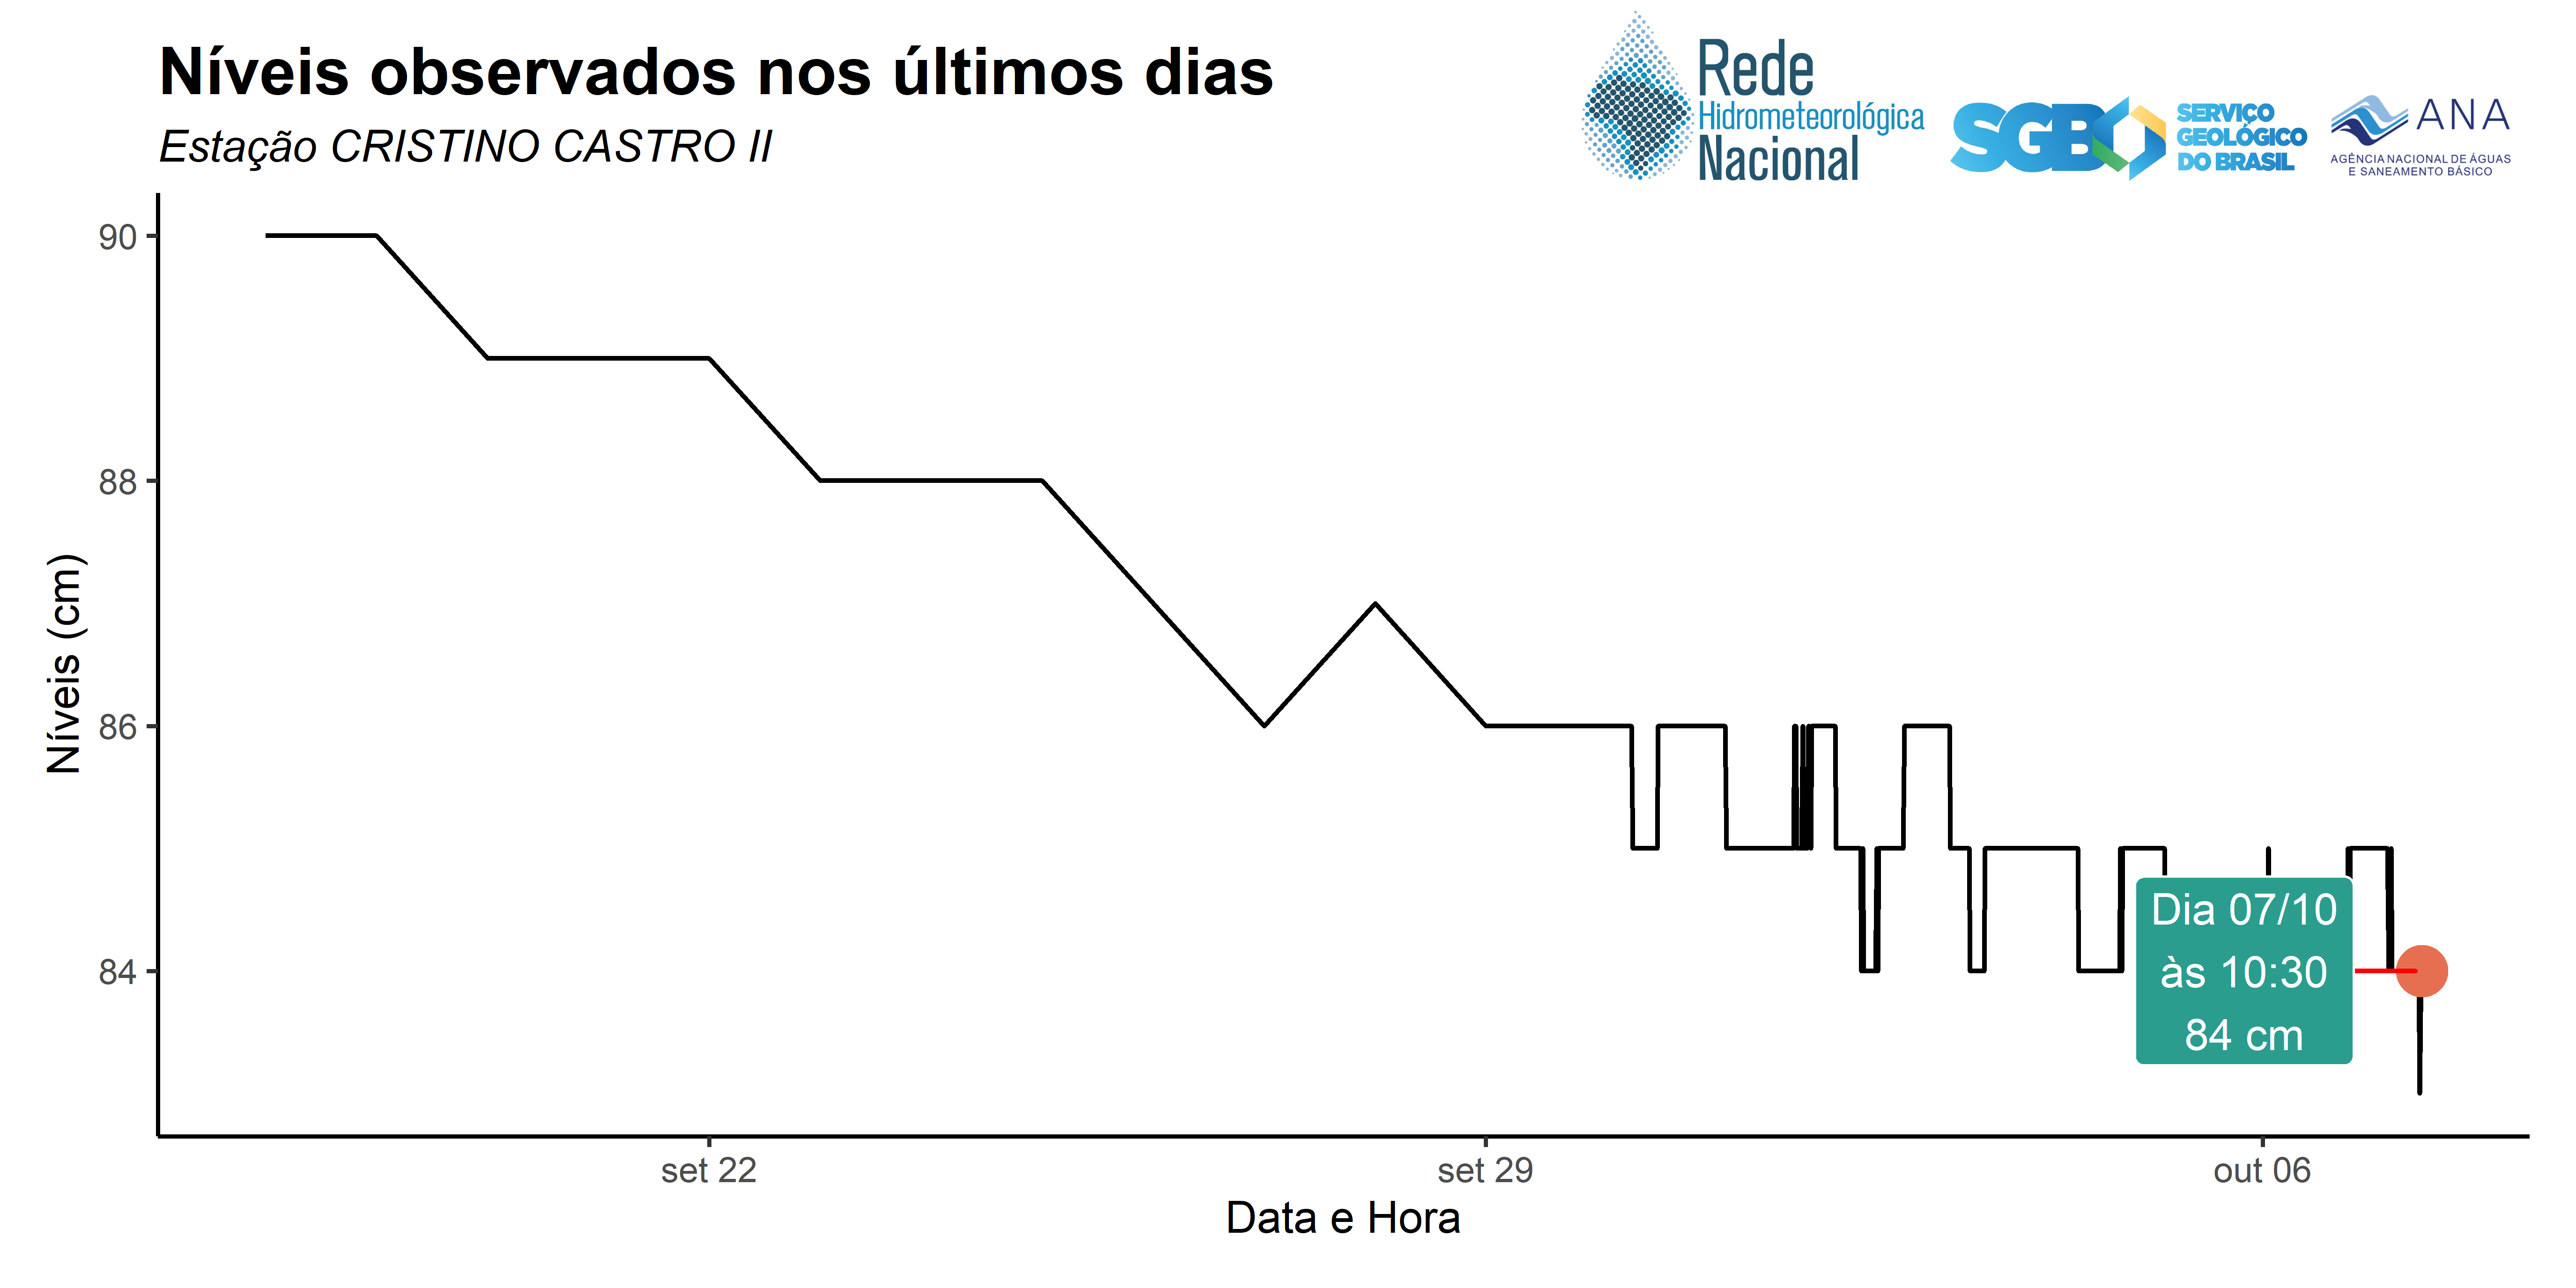 Níveis observados nos últimos dias
Estação CRISTINO CASTRO II
Rede
Hidrometeorológica
Nacional
SGB
SERVIÇO
GEOLÓGICO
DO BRASIL
ANA
AGÊNCIA NACIONAL DE ÁGUAS
E SANEAMENTO BÁSICO
Níveis (cm)
90
88
86
84
Dia 07/10
às 10:30
84 cm
set 22
set 29
out 06
Data e Hora